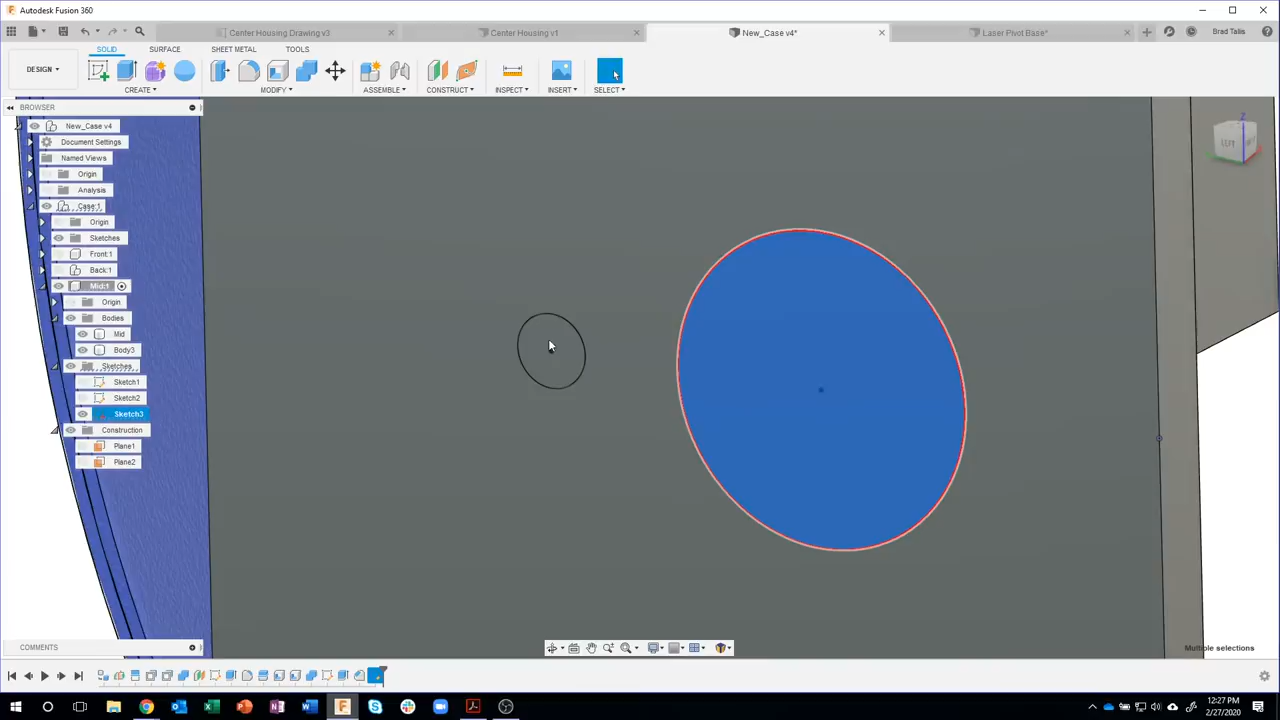 Autodesk Fusion 360
Center Housing Drawing v3
Center Housing v1
New_Case v4*
Laser Pivot Base*
Brad Tallis
SOLID
SURFACE
SHEET METAL
TOOLS
DESIGN
CREATE
MODIFY
ASSEMBLE
CONSTRUCT
INSPECT
INSERT
SELECT
BROWSER
New_Case v4
Document Settings
Named Views
Origin
Analysis
Case:1
Origin
Sketches
Front:1
Back:1
Mid:1
Origin
Bodies
Mid
Body3
Sketches
Sketch1
Sketch2
Sketch3
Construction
Plane1
Plane2
Z
LEFT
COMMENTS
Multiple selections
12:27 PM
2/27/2020